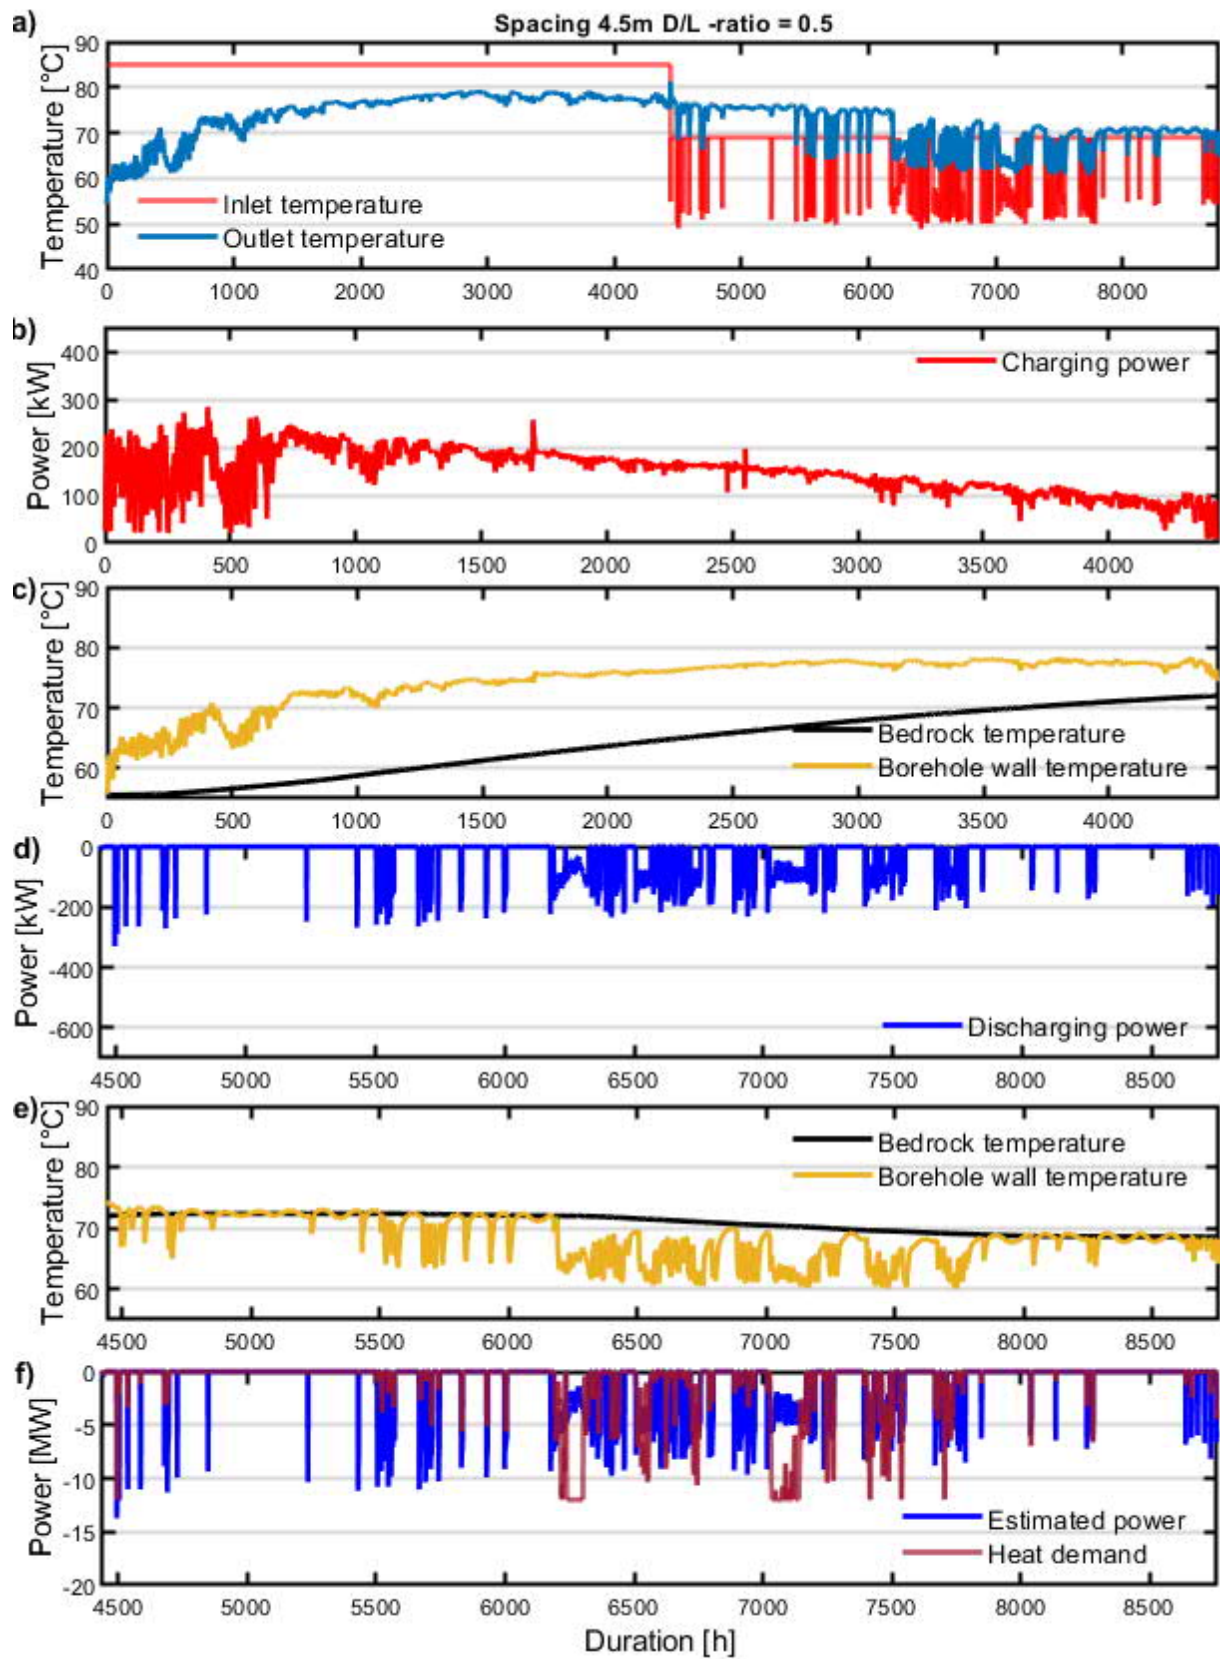 a)
Spacing 4.5m D/L -ratio = 0.5
Temperature [°C]
90
80
70
60
50
40
Inlet temperature
Outlet temperature
0 1000 2000 3000 4000 5000 6000 7000 8000
b)
Power [kW]
400
300
200
100
0
Charging power
0 500 1000 1500 2000 2500 3000 3500 4000
c)
Temperature [°C]
90
80
70
60
Bedrock temperature
Borehole wall temperature
0 500 1000 1500 2000 2500 3000 3500 4000
d)
Power [kW]
0
-200
-400
-600
Discharging power
4500 5000 5500 6000 6500 7000 7500 8000 8500
e)
Temperature [°C]
90
80
70
60
Bedrock temperature
Borehole wall temperature
4500 5000 5500 6000 6500 7000 7500 8000 8500
f)
Power [MW]
0
-5
-10
-15
-20
Estimated power
Heat demand
4500 5000 5500 6000 6500 7000 7500 8000 8500
Duration [h]